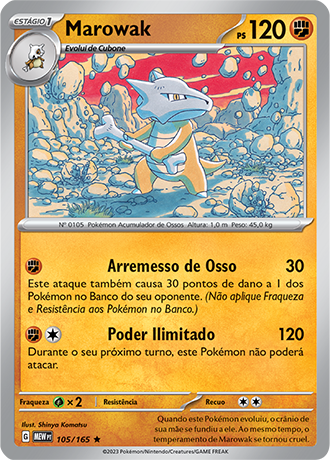 ESTÁGIO 1
Marowak
PS 120
Evolui de Cubone
Nº 0105 Pokémon Acumulador de Ossos Altura: 1,0 m Peso: 45,0 kg
Arremesso de Osso 30
Este ataque também causa 30 pontos de dano a 1 dos
Pokémon no Banco do seu oponente. (Não aplique Fraqueza
e Resistência aos Pokémon no Banco.)
Poder Ilimitado 120
Durante o seu próximo turno, este Pokémon não poderá
atacar.
Fraqueza ×2 Resistência Recuo
Ilust. Shinya Komatsu
G MEW PT 105/165
Quando este Pokémon evoluiu, o crânio de
sua mãe se fundiu a ele. Ao mesmo tempo, o
temperamento de Marowak se tornou cruel.
©2023 Pokémon/Nintendo/Creatures/GAME FREAK